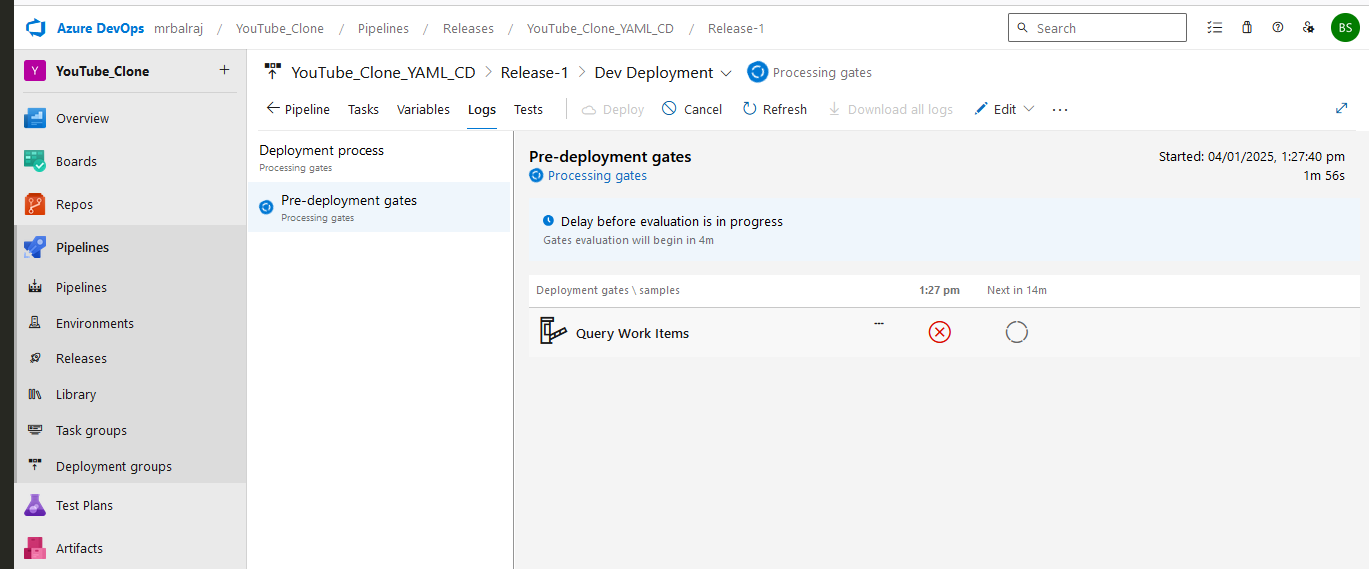 Azure DevOps mrbalraj / YouTube_Clone / Pipelines / Releases / YouTube_Clone_YAML_CD / Release-1
Search
BS
Y YouTube_Clone +
Overview
Boards
Repos
Pipelines
Pipelines
Environments
Releases
Library
Task groups
Deployment groups
Test Plans
Artifacts
YouTube_Clone_YAML_CD > Release-1 > Dev Deployment Processing gates
← Pipeline Tasks Variables Logs Tests Deploy Cancel Refresh Download all logs Edit ...
Deployment process
Processing gates
Pre-deployment gates
Processing gates
Pre-deployment gates Started: 04/01/2025, 1:27:40 pm
Processing gates 1m 56s
Delay before evaluation is in progress
Gates evaluation will begin in 4m
Deployment gates \ samples 1:27 pm Next in 14m
Query Work Items ...